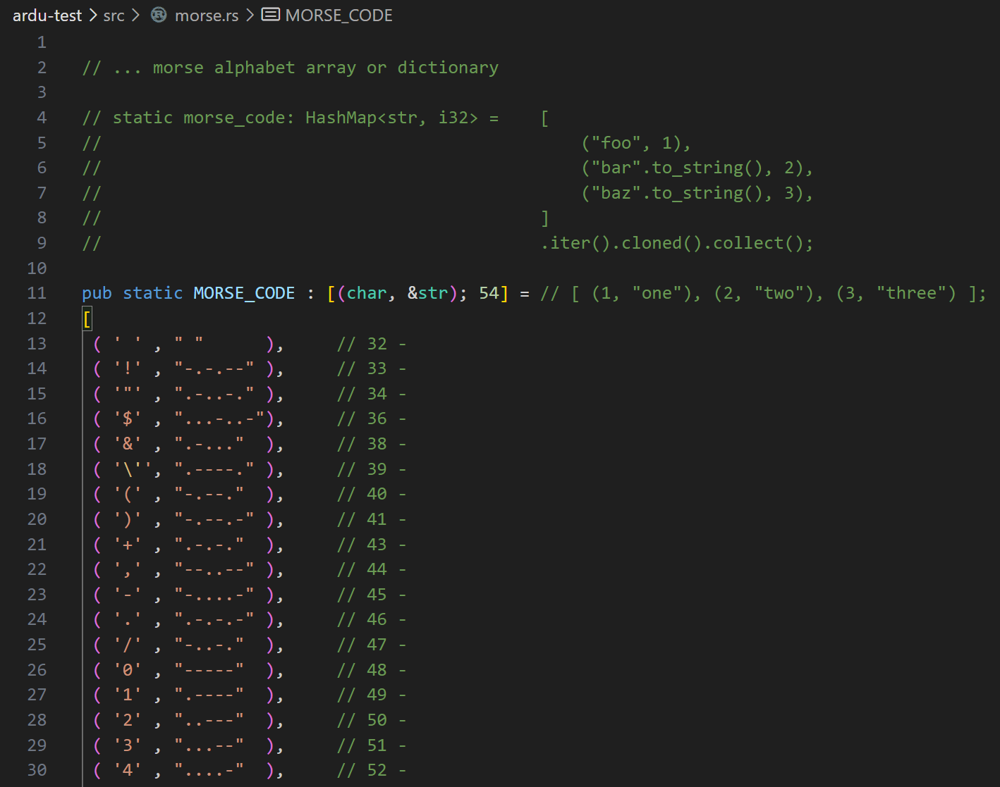 ardu-test > src > morse.rs > MORSE_CODE
1
2 // ... morse alphabet array or dictionary
3
4 // static morse_code: HashMap<str, i32> =    [
5 //                                               ("foo", 1),
6 //                                               ("bar".to_string(), 2),
7 //                                               ("baz".to_string(), 3),
8 //                                           ]
9 //                                           .iter().cloned().collect();
10
11 pub static MORSE_CODE : [(char, &str); 54] = // [ (1, "one"), (2, "two"), (3, "three") ];
12 [
13  ( ' ' , " "      ),     // 32 -
14  ( '!' , "-.-.--" ),     // 33 -
15  ( '"' , ".-..-." ),     // 34 -
16  ( '$' , "...-..-"),     // 36 -
17  ( '&' , ".-..."  ),     // 38 -
18  ( '\'', ".----." ),     // 39 -
19  ( '(' , "-.--."  ),     // 40 -
20  ( ')' , "-.--.-" ),     // 41 -
21  ( '+' , ".-.-."  ),     // 43 -
22  ( ',' , "--..--" ),     // 44 -
23  ( '-' , "-....-" ),     // 45 -
24  ( '.' , ".-.-.-" ),     // 46 -
25  ( '/' , "-..-."  ),     // 47 -
26  ( '0' , "-----"  ),     // 48 -
27  ( '1' , ".----"  ),     // 49 -
28  ( '2' , "..---"  ),     // 50 -
29  ( '3' , "...--"  ),     // 51 -
30  ( '4' , "....-"  ),     // 52 -